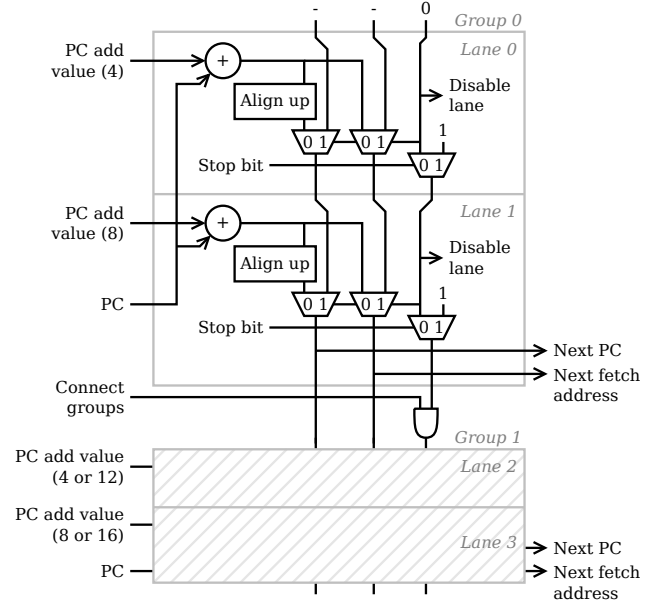 - - 0
Group 0
PC add
value (4)
+
Lane 0
Align up
Disable
lane
1
0 1
0 1
Stop bit
0 1
PC add
value (8)
+
Lane 1
Align up
Disable
lane
1
PC
0 1
0 1
Stop bit
0 1
Next PC
Next fetch
address
Connect
groups
Group 1
PC add value
(4 or 12)
Lane 2
PC add value
(8 or 16)
Lane 3
Next PC
PC
Next fetch
address